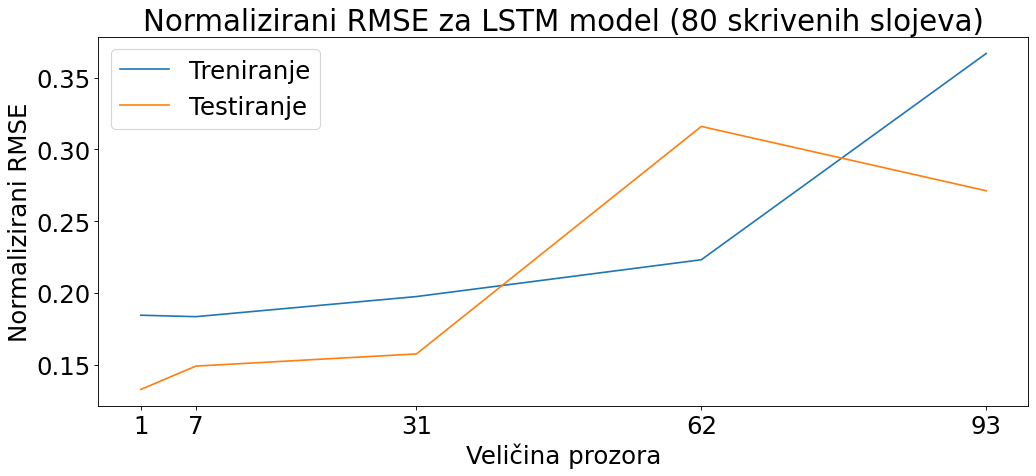 Normalizirani RMSE za LSTM model (80 skrivenih slojeva)
Treniranje
Testiranje
Normalizirani RMSE
0.35
0.30
0.25
0.20
0.15
1 7 31 62 93
Veličina prozora